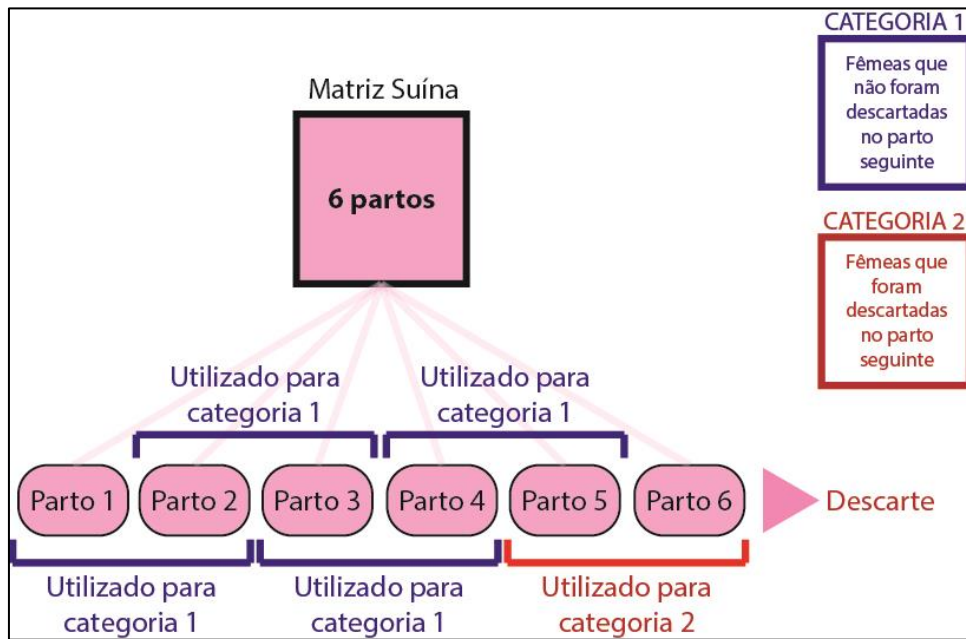 CATEGORIA 1
Fêmeas que
não foram
descartadas
no parto
seguinte
Matriz Suína
6 partos
CATEGORIA 2
Fêmeas que
foram
descartadas
no parto
seguinte
Utilizado para
categoria 1
Utilizado para
categoria 1
Parto 1
Parto 2
Parto 3
Parto 4
Parto 5
Parto 6
Descarte
Utilizado para
categoria 1
Utilizado para
categoria 1
Utilizado para
categoria 2